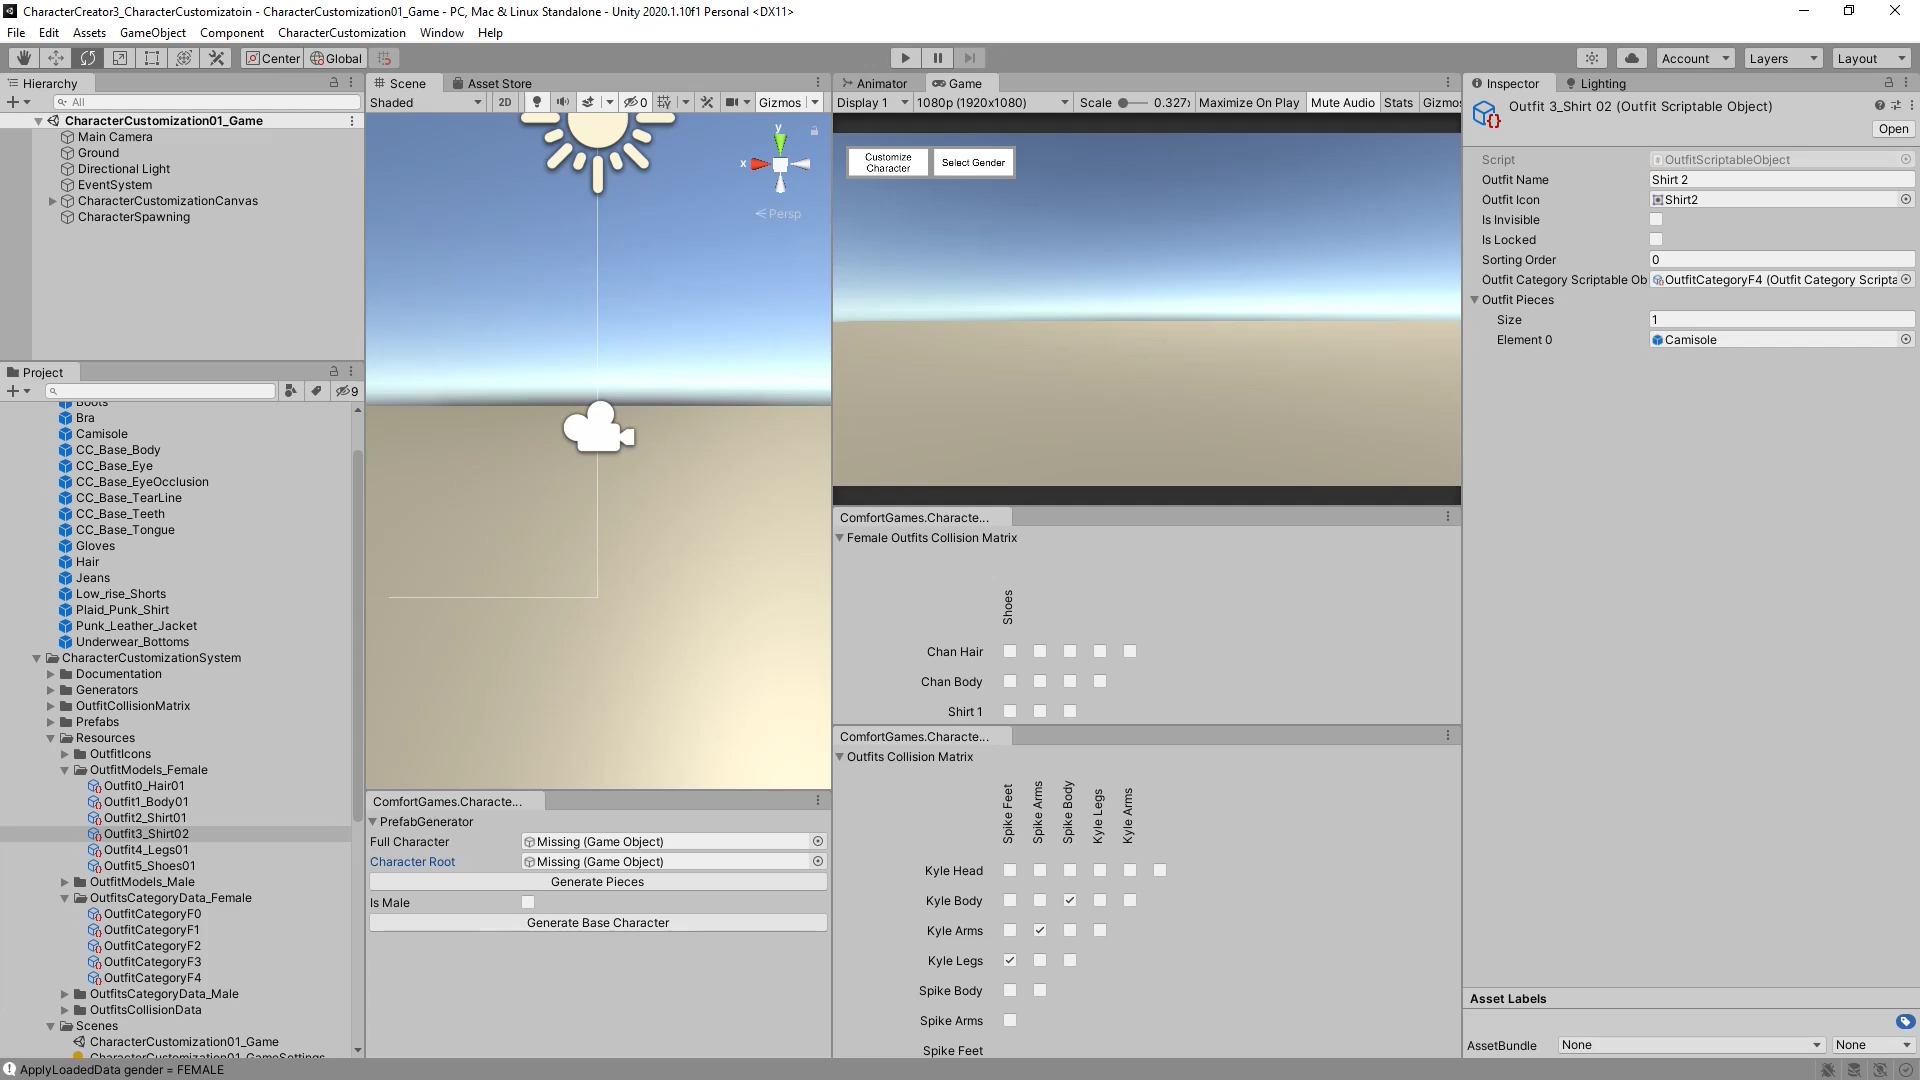 CharacterCreator3_CharacterCustomizatoin - CharacterCustomization01_Game - PC, Mac & Linux Standalone - Unity 2020.1.10f1 Personal <DX11>
File Edit Assets GameObject Component CharacterCustomization Window Help
Center Global Account Layers Layout
Hierarchy
All
CharacterCustomization01_Game
Main Camera
Ground
Directional Light
EventSystem
CharacterCustomizationCanvas
CharacterSpawning
Project
9
Boots
Bra
Camisole
CC_Base_Body
CC_Base_Eye
CC_Base_EyeOcclusion
CC_Base_TearLine
CC_Base_Teeth
CC_Base_Tongue
Gloves
Hair
Jeans
Low_rise_Shorts
Plaid_Punk_Shirt
Punk_Leather_Jacket
Underwear_Bottoms
CharacterCustomizationSystem
Documentation
Generators
OutfitCollisionMatrix
Prefabs
Resources
OutfitIcons
OutfitModels_Female
Outfit0_Hair01
Outfit1_Body01
Outfit2_Shirt01
Outfit3_Shirt02
Outfit4_Legs01
Outfit5_Shoes01
OutfitModels_Male
OutfitsCategoryData_Female
OutfitCategoryF0
OutfitCategoryF1
OutfitCategoryF2
OutfitCategoryF3
OutfitCategoryF4
OutfitsCategoryData_Male
OutfitsCollisionData
Scenes
CharacterCustomization01_Game
CharacterCustomization01_GameSettings
Scene Asset Store
Shaded 2D 0 Gizmos
y
x
Persp
ComfortGames.Characte...
PrefabGenerator
Full Character Missing (Game Object)
Character Root Missing (Game Object)
Generate Pieces
Is Male
Generate Base Character
Animator Game
Display 1 1080p (1920x1080) Scale 0.327 Maximize On Play Mute Audio Stats Gizmos
Customize
Character
Select Gender
ComfortGames.Characte...
Female Outfits Collision Matrix
Shoes
Chan Hair
Chan Body
Shirt 1
ComfortGames.Characte...
Outfits Collision Matrix
Spike Feet
Spike Arms
Spike Body
Kyle Legs
Kyle Arms
Kyle Head
Kyle Body
Kyle Arms
Kyle Legs
Spike Body
Spike Arms
Spike Feet
Inspector Lighting
Outfit 3_Shirt 02 (Outfit Scriptable Object)
Open
Script OutfitScriptableObject
Outfit Name Shirt 2
Outfit Icon Shirt2
Is Invisible
Is Locked
Sorting Order 0
Outfit Category Scriptable Ob OutfitCategoryF4 (Outfit Category Scripta
Outfit Pieces
Size 1
Element 0 Camisole
Asset Labels
AssetBundle None None
ApplyLoadedData gender = FEMALE